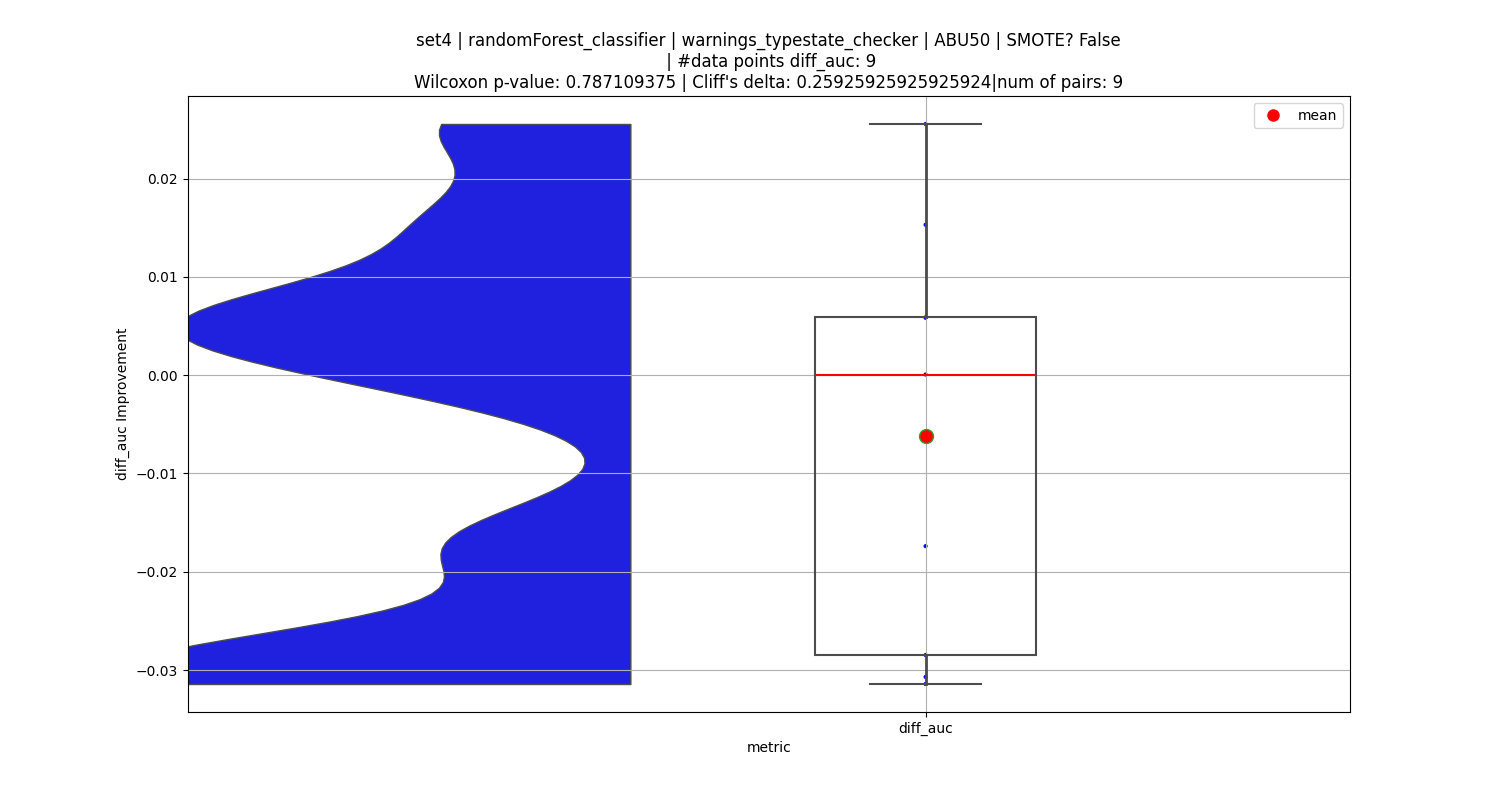 set4 | randomForest_classifier | warnings_typestate_checker | ABU50 | SMOTE? False
| #data points diff_auc: 9
Wilcoxon p-value: 0.787109375 | Cliff's delta: 0.25925925925925924|num of pairs: 9
mean
0.02
0.01
0.00
−0.01
−0.02
−0.03
diff_auc Improvement
diff_auc
metric